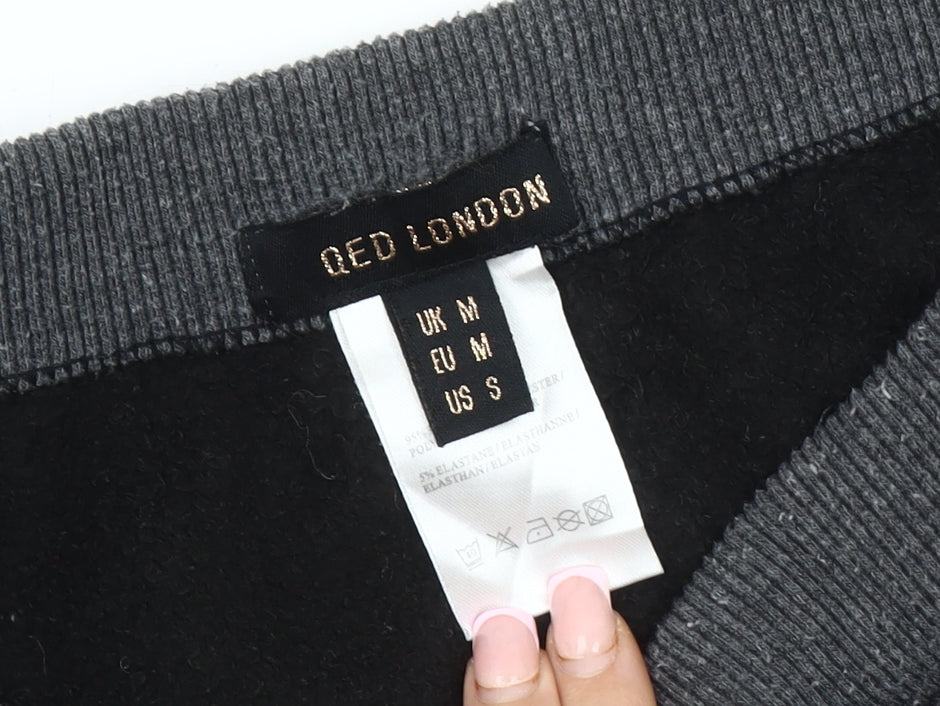 QED LONDON
UK M
EU M
US S
5% ELASTANE / ELASTHANNE /
ELASTHAN / ELASTAN